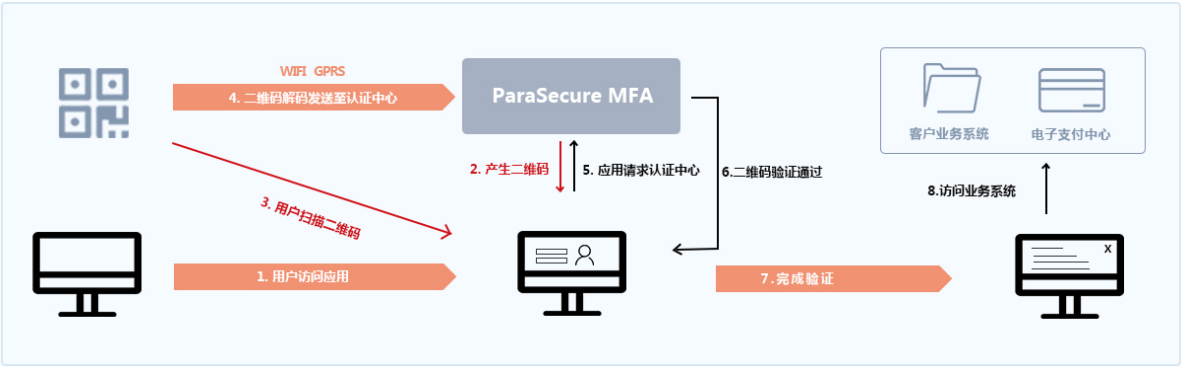 WIFI GPRS
4. 二维码解码发送至认证中心
ParaSecure MFA
客户业务系统
电子支付中心
2. 产生二维码
5. 应用请求认证中心
6.二维码验证通过
8.访问业务系统
3. 用户扫描二维码
1. 用户访问应用
7.完成验证
X